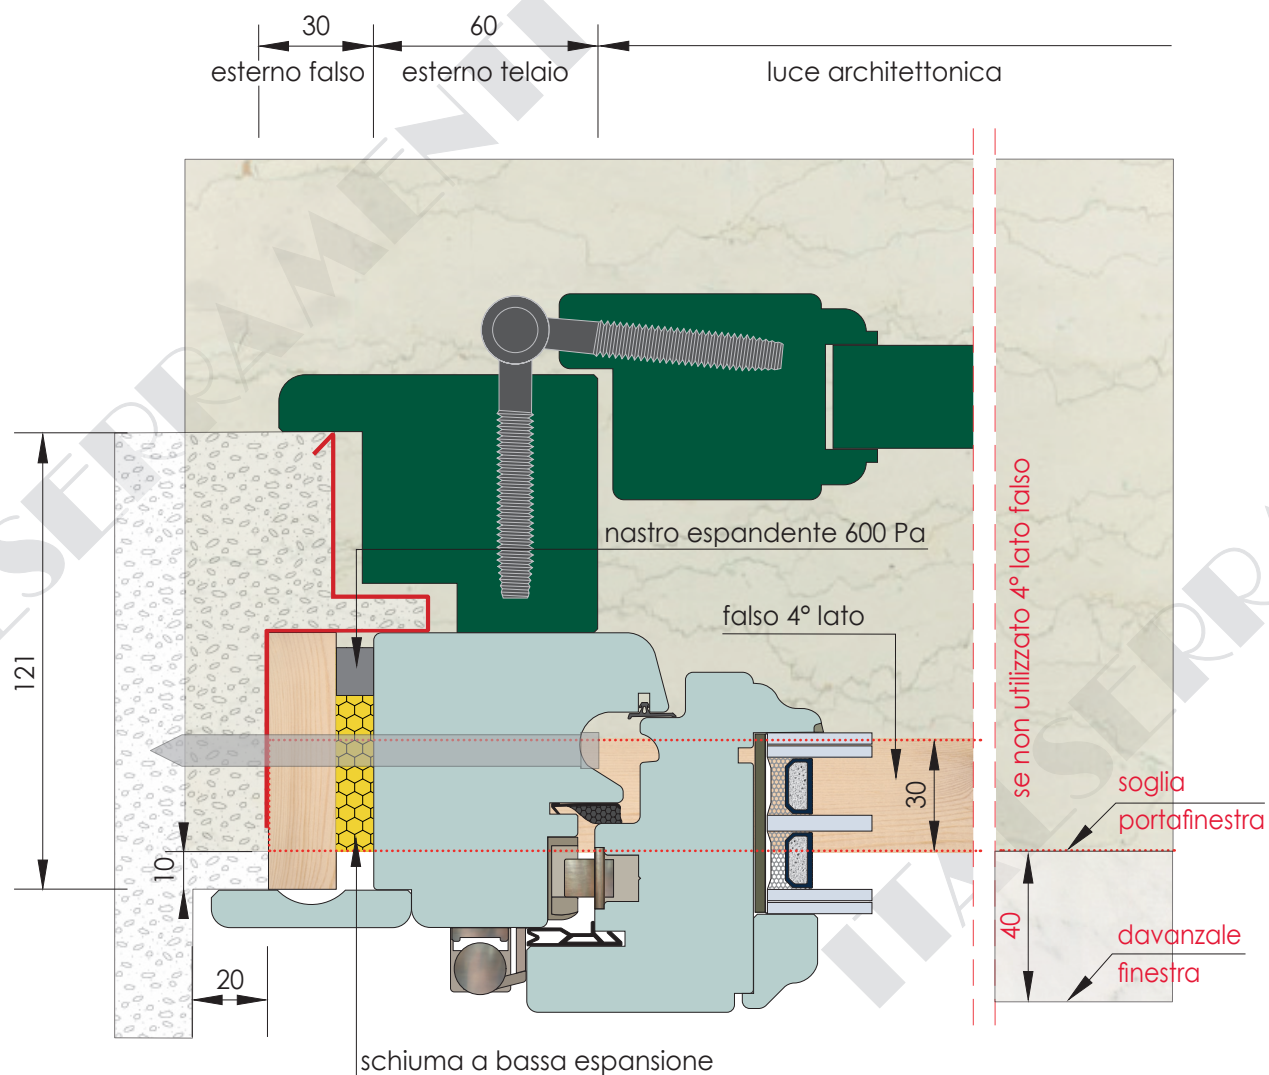 30
60
esterno falso
esterno telaio
luce architettonica
nastro espandente 600 Pa
falso 4° lato
121
se non utilizzato 4° lato falso
30
soglia
portafinestra
10
40
davanzale
finestra
20
schiuma a bassa espansione
ITALSERRAMENTI